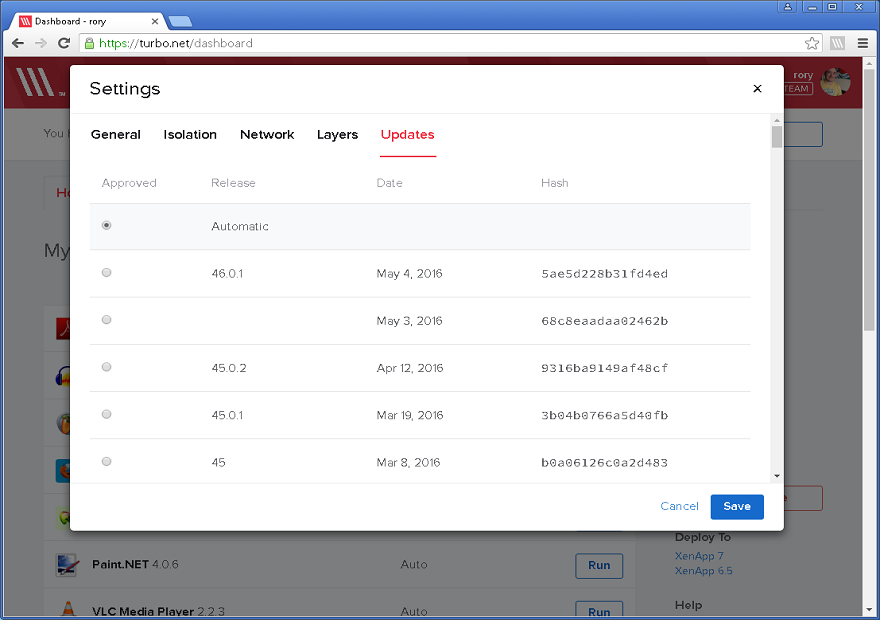 Dashboard - rory
https://turbo.net/dashboard
rory
TEAM
Settings
You
General Isolation Network Layers Updates
Approved Release Date Hash
Automatic
My
46.0.1 May 4, 2016 5ae5d228b31fd4ed
May 3, 2016 68c8eaadaa02462b
45.0.2 Apr 12, 2016 9316ba9149af48cf
45.0.1 Mar 19, 2016 3b04b0766a5d40fb
45 Mar 8, 2016 b0a06126c0a2d483
Cancel Save
Deploy To
XenApp 7
XenApp 6.5
Paint.NET 4.0.6 Auto Run
Help
VLC Media Player 2.2.3 Auto Run